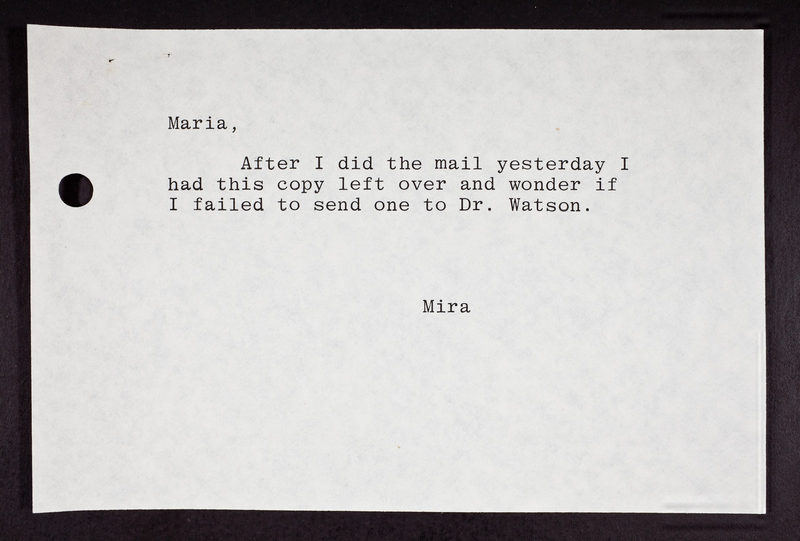 Maria,
After I did the mail yesterday I
had this copy left over and wonder if
I failed to send one to Dr. Watson.
Mira